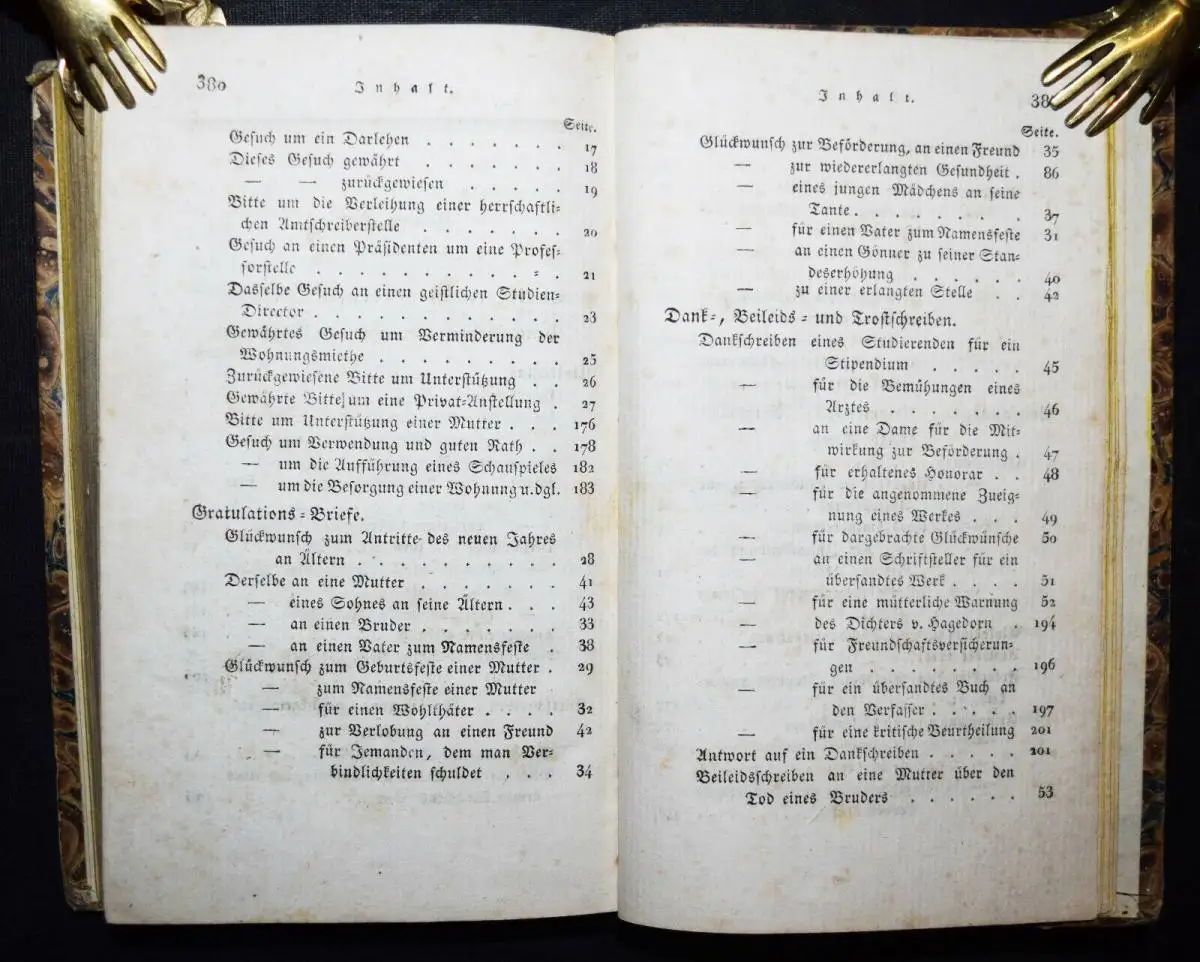 380
Inhalt.
Seite.
Gesuch um ein Darlehen . . . . . . . 17
Dieses Gesuch gewährt . . . . . . 18
— — zurückgewiesen . . . . . 19
Bitte um die Verleihung einer herrschaftli-
chen Amtschreiberstelle . . . . . . . 20
Gesuch an einen Präsidenten um eine Profes-
sorstelle . . . . . . . . . . . . 21
Dasselbe Gesuch an einen geistlichen Studien-
Director . . . . . . . . . . . . 23
Gewährtes Gesuch um Verminderung der
Wohnungsmiethe . . . . . . . . . 25
Zurückgewiesene Bitte um Unterstützung . . 26
Gewährte Bitte um eine Privat-Anstellung . 27
Bitte um Unterstützung einer Mutter . . . 176
Gesuch um Verwendung und guten Rath . . 178
— um die Aufführung eines Schauspieles 182
— um die Besorgung einer Wohnung u. dgl. 183
Gratulations-Briefe.
Glückwunsch zum Antritte des neuen Jahres
an Ältern . . . . . . . . . . 28
Derselbe an eine Mutter . . . . . . . 41
— eines Sohnes an seine Ältern . . . 43
— an einen Bruder . . . . . . . 33
— an einen Vater zum Namensfeste . 38
Glückwunsch zum Geburtsfeste einer Mutter . 29
— zum Namensfeste einer Mutter
— für einen Wohlthäter . . . . 32
— zur Verlobung an einen Freund 42
— für Jemanden, dem man Ver-
bindlichkeiten schuldet . . . 34
Inhalt.
38
Seite.
Glückwunsch zur Beförderung, an einen Freund 35
— zur wiedererlangten Gesundheit . 86
— eines jungen Mädchens an seine
Tante . . . . . . . . 37
— für einen Vater zum Namensfeste 31
— an einen Gönner zu seiner Stan-
deserhöhung . . . . . . 40
— zu einer erlangten Stelle . . 42
Dank-, Beileids- und Trostschreiben.
Dankschreiben eines Studierenden für ein
Stipendium . . . . . 45
— für die Bemühungen eines
Arztes . . . . . . . 46
— an eine Dame für die Mit-
wirkung zur Beförderung . 47
— für erhaltenes Honorar . . 48
— für die angenommene Zueig-
nung eines Werkes . . . 49
— für dargebrachte Glückwünsche 50
— an einen Schriftsteller für ein
übersandtes Werk . . . . 51
— für eine mütterliche Warnung 52
— des Dichters v. Hagedorn . 194
— für Freundschaftsversicherun-
gen . . . . . . . . 196
— für ein übersandtes Buch an
den Verfasser . . . . . 197
— für eine kritische Beurtheilung 201
Antwort auf ein Dankschreiben . . . . . 201
Beileidsschreiben an eine Mutter über den
Tod eines Bruders . . . . . . 53